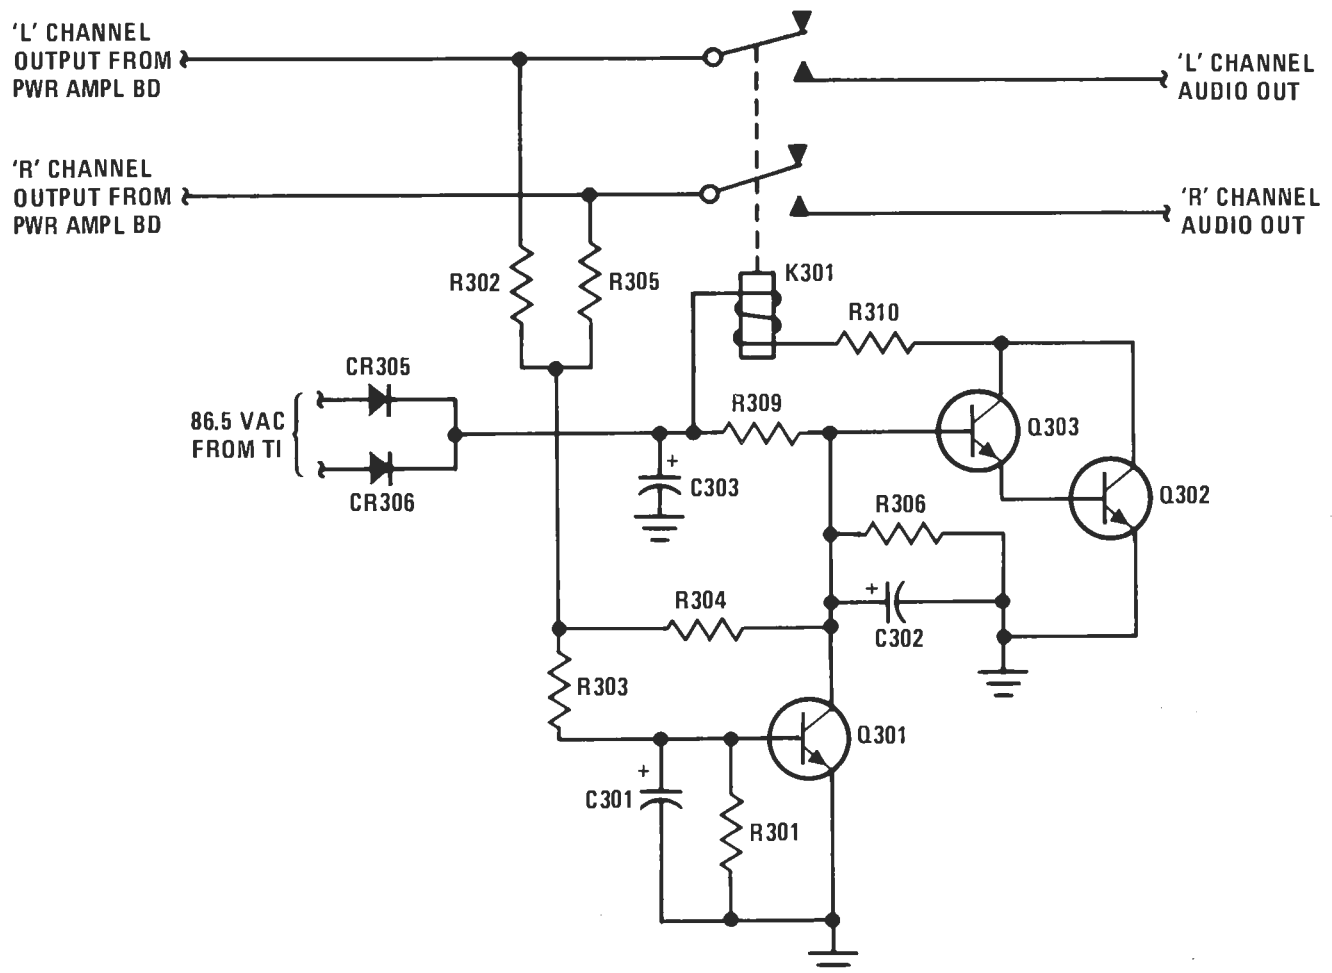 'L' CHANNEL
OUTPUT FROM
PWR AMPL BD
'L' CHANNEL
AUDIO OUT
'R' CHANNEL
OUTPUT FROM
PWR AMPL BD
'R' CHANNEL
AUDIO OUT
R302
R305
K301
R310
CR305
86.5 VAC
FROM TI
CR306
R309
Q303
+
C303
Q302
R306
+
C302
R304
R303
Q301
+
C301
R301